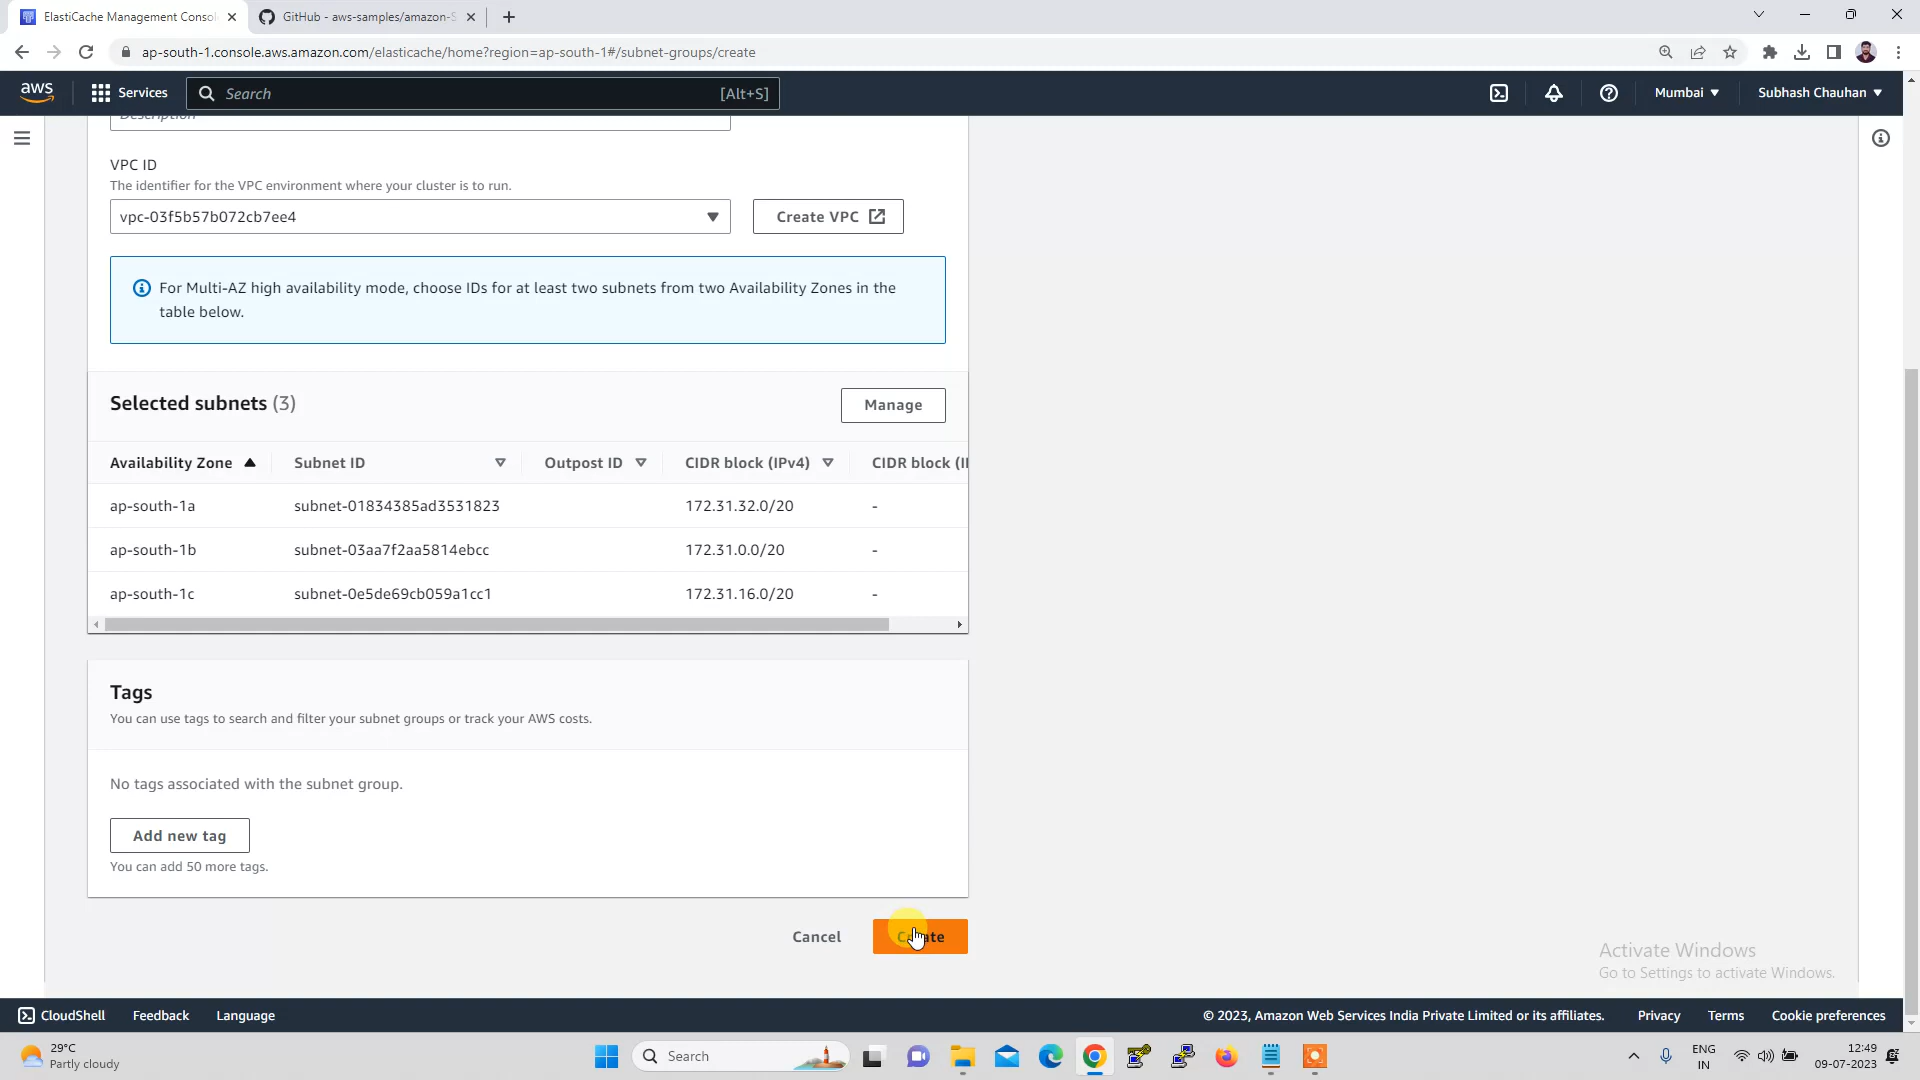 ElastiCache Management Consol
GitHub - aws-samples/amazon-S
ap-south-1.console.aws.amazon.com/elasticache/home?region=ap-south-1#/subnet-groups/create
aws
Services
Search
[Alt+S]
Mumbai
Subhash Chauhan
Description
VPC ID
The identifier for the VPC environment where your cluster is to run.
vpc-03f5b57b072cb7ee4
Create VPC
For Multi-AZ high availability mode, choose IDs for at least two subnets from two Availability Zones in the
table below.
Selected subnets (3)
Manage
Availability Zone Subnet ID Outpost ID CIDR block (IPv4) CIDR block (II
ap-south-1a subnet-01834385ad3531823 172.31.32.0/20 -
ap-south-1b subnet-03aa7f2aa5814ebcc 172.31.0.0/20 -
ap-south-1c subnet-0e5de69cb059a1cc1 172.31.16.0/20 -
Tags
You can use tags to search and filter your subnet groups or track your AWS costs.
No tags associated with the subnet group.
Add new tag
You can add 50 more tags.
Cancel
Create
Activate Windows
Go to Settings to activate Windows.
CloudShell Feedback Language
© 2023, Amazon Web Services India Private Limited or its affiliates. Privacy Terms Cookie preferences
29°C
Partly cloudy
Search
ENG
IN
12:49
09-07-2023